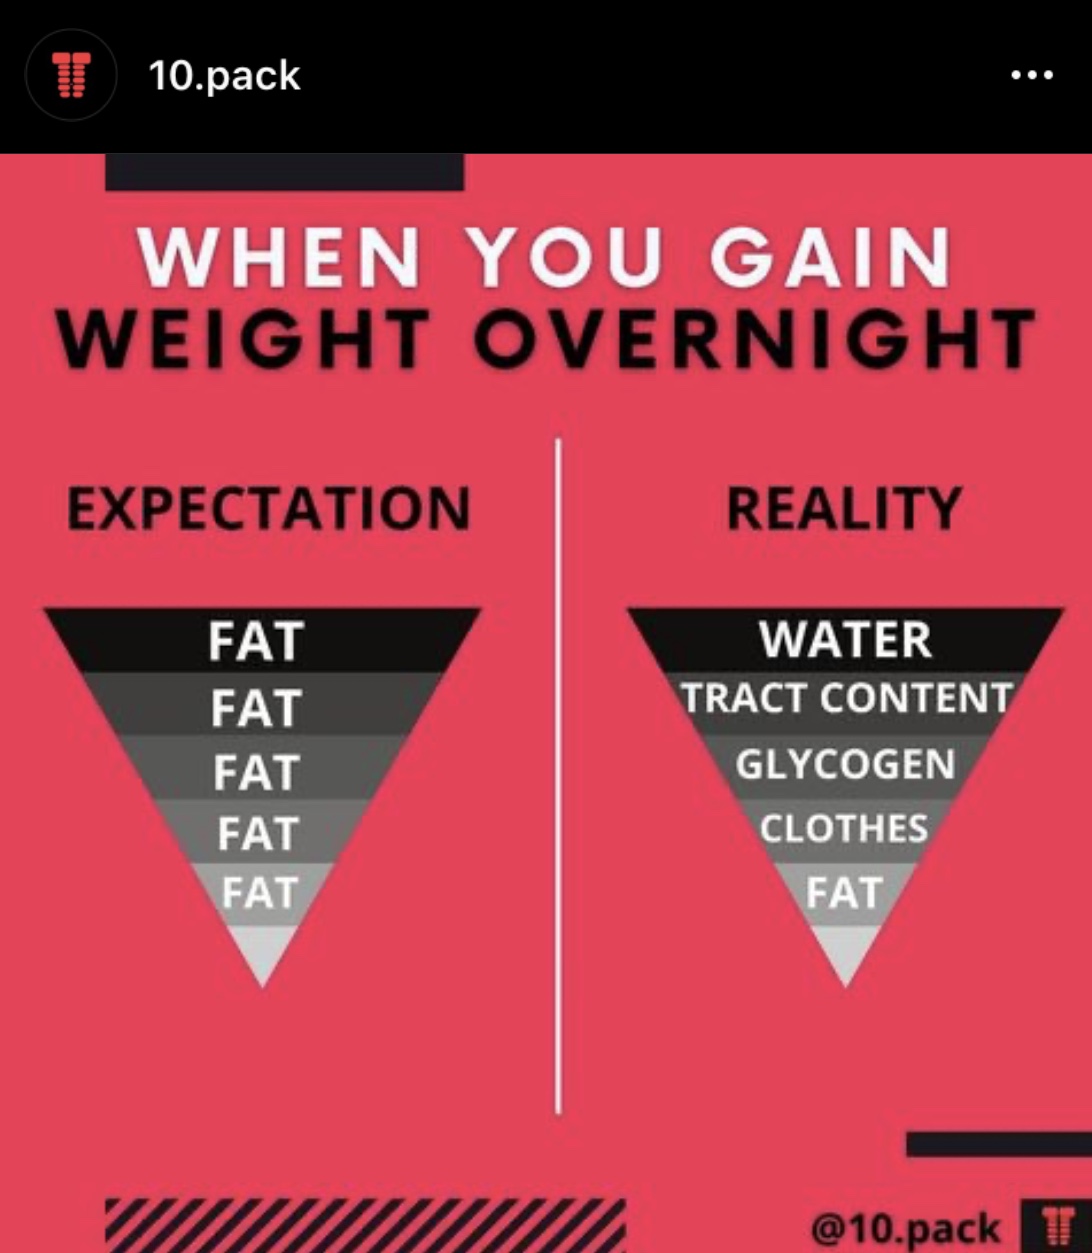 10.pack
WHEN YOU GAIN
WEIGHT OVERNIGHT
EXPECTATION
FAT
FAT
FAT
FAT
FAT
REALITY
WATER
TRACT CONTENT
GLYCOGEN
CLOTHES
FAT
@10.pack